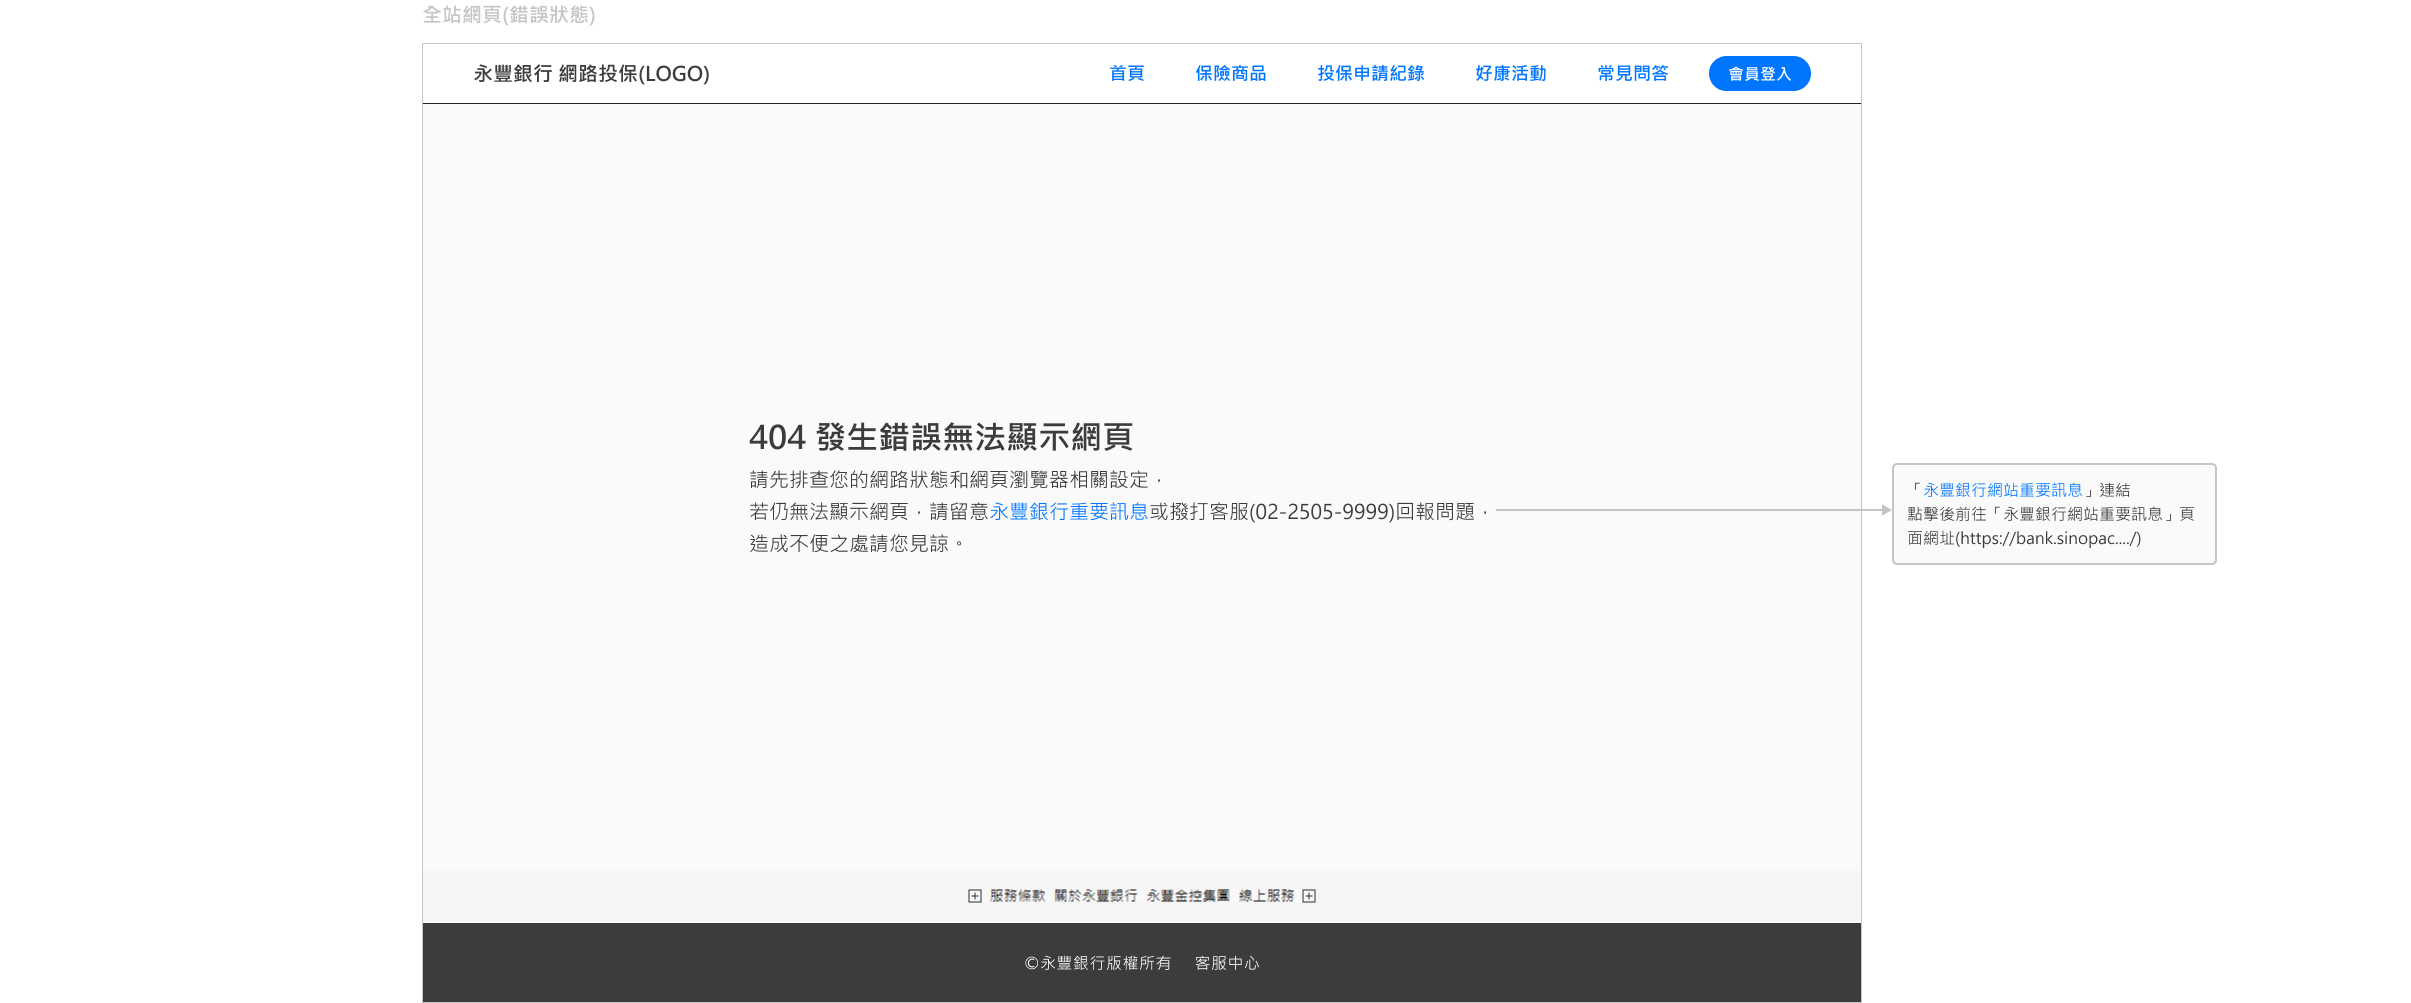 全站網頁(錯誤狀態)
永豐銀行 網路投保(LOGO) 首頁 保險商品 投保申請紀錄 好康活動 常見問答 會員登入
404 發生錯誤無法顯示網頁
請先排查您的網路狀態和網頁瀏覽器相關設定，
若仍無法顯示網頁，請留意永豐銀行重要訊息或撥打客服(02-2505-9999)回報問題，
造成不便之處請您見諒。
「永豐銀行網站重要訊息」連結
點擊後前往「永豐銀行網站重要訊息」頁
面網址(https://bank.sinopac..../)
服務條款 關於永豐銀行 永豐金控集團 線上服務
©永豐銀行版權所有 客服中心